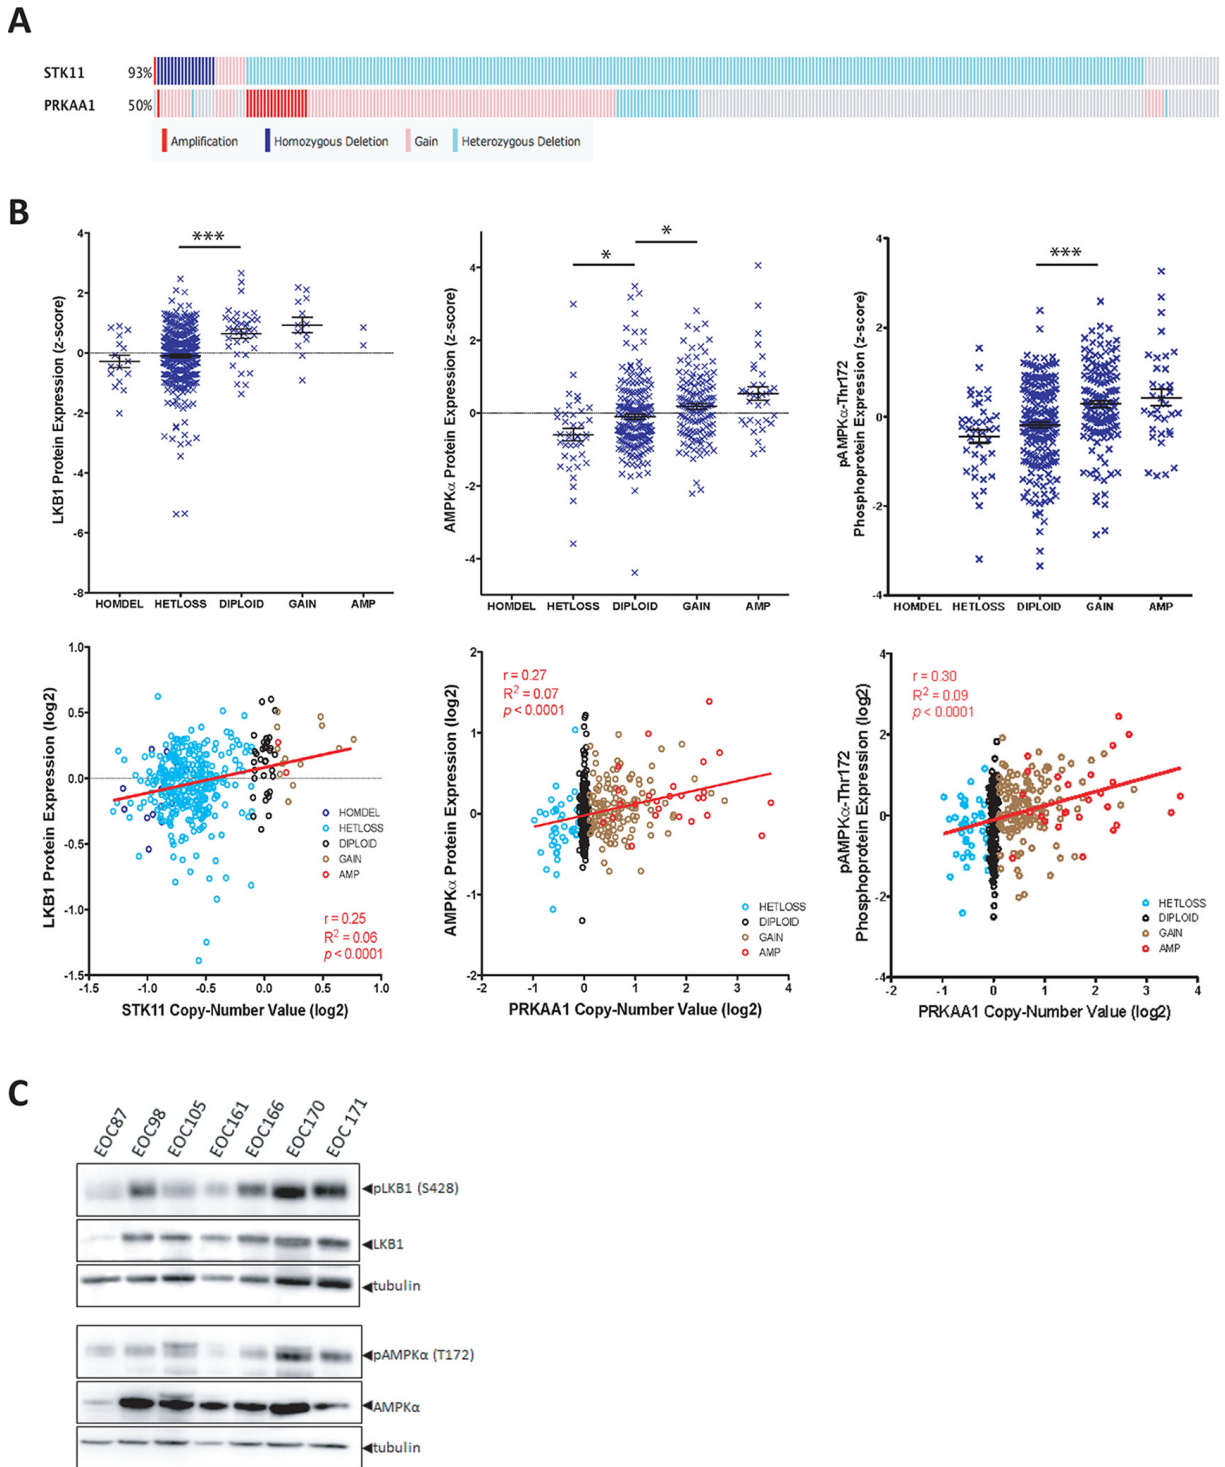 A
STK11 93%
PRKAA1 50%
Amplification Homozygous Deletion Gain Heterozygous Deletion
B
LKB1 Protein Expression (z-score)
4
2
0
-2
-4
-6
-8
***
HOMDEL HETLOSS DIPLOID GAIN AMP
AMPKα Protein Expression (z-score)
4
2
0
-2
-4
*
*
HOMDEL HETLOSS DIPLOID GAIN AMP
pAMPKα-Thr172
Phosphoprotein Expression (z-score)
4
2
0
-2
-4
***
HOMDEL HETLOSS DIPLOID GAIN AMP
LKB1 Protein Expression (log2)
1.0
0.5
0.0
-0.5
-1.0
-1.5
HOMDEL
HETLOSS
DIPLOID
GAIN
AMP
r = 0.25
R2 = 0.06
p < 0.0001
-1.5 -1.0 -0.5 0.0 0.5 1.0
STK11 Copy-Number Value (log2)
AMPKα Protein Expression (log2)
2
1
0
-1
-2
r = 0.27
R2 = 0.07
p < 0.0001
HETLOSS
DIPLOID
GAIN
AMP
-2 -1 0 1 2 3 4
PRKAA1 Copy-Number Value (log2)
pAMPKα-Thr172
Phosphoprotein Expression (log2)
4
2
0
-2
-4
r = 0.30
R2 = 0.09
p < 0.0001
HETLOSS
DIPLOID
GAIN
AMP
-2 -1 0 1 2 3 4
PRKAA1 Copy-Number Value (log2)
C
EOC87 EOC98 EOC105 EOC161 EOC166 EOC170 EOC 171
pLKB1 (S428)
LKB1
tubulin
pAMPKα (T172)
AMPKα
tubulin